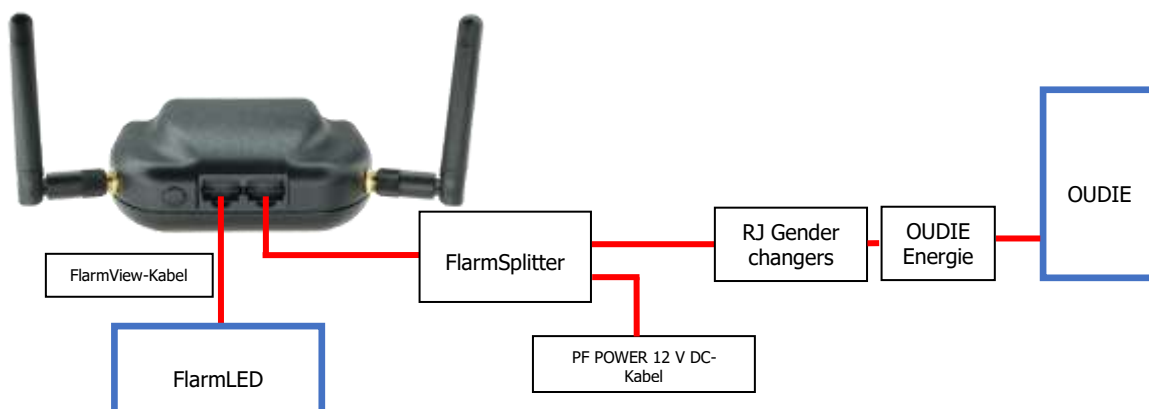 FlarmView-Kabel
FlarmLED
FlarmSplitter
PF POWER 12 V DC-
Kabel
RJ Gender
changers
OUDIE
Energie
OUDIE